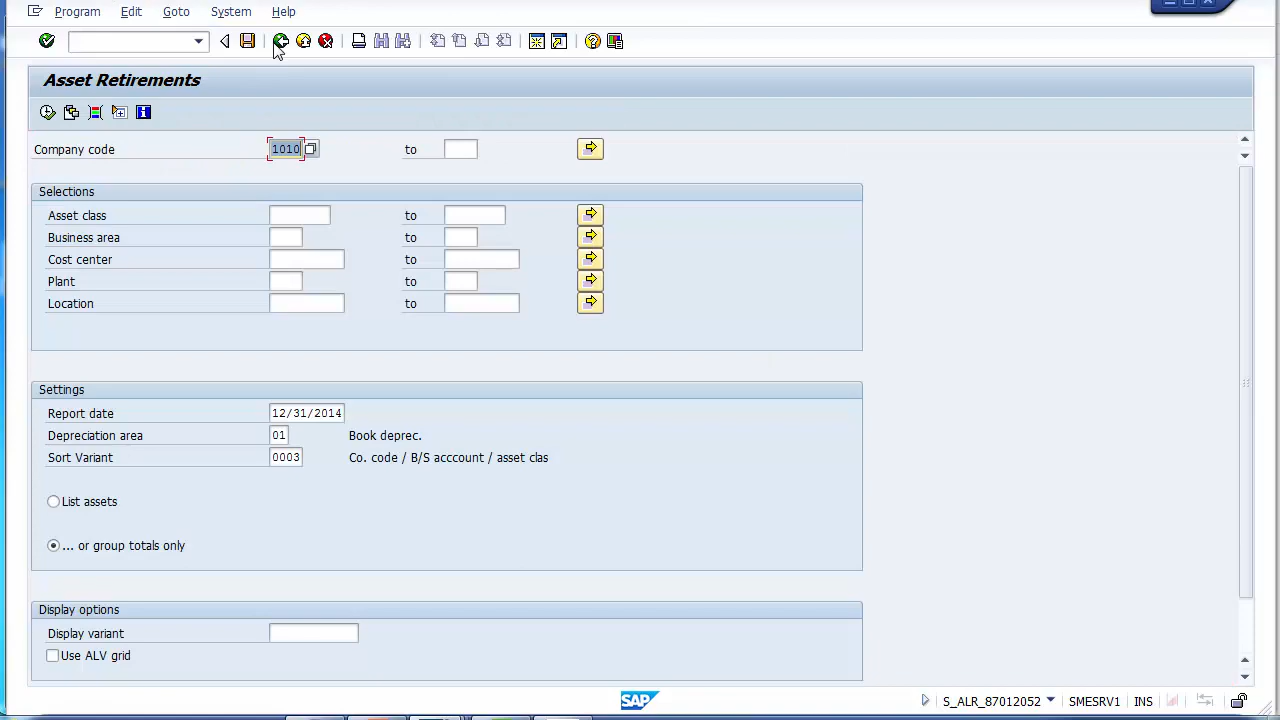 Program Edit Goto System Help
Asset Retirements
Company code 1010 to
Selections
Asset class to
Business area to
Cost center to
Plant to
Location to
Settings
Report date 12/31/2014
Depreciation area 01 Book deprec.
Sort Variant 0003 Co. code / B/S acccount / asset clas
List assets
... or group totals only
Display options
Display variant
Use ALV grid
SAP S_ALR_87012052 SMESRV1 INS